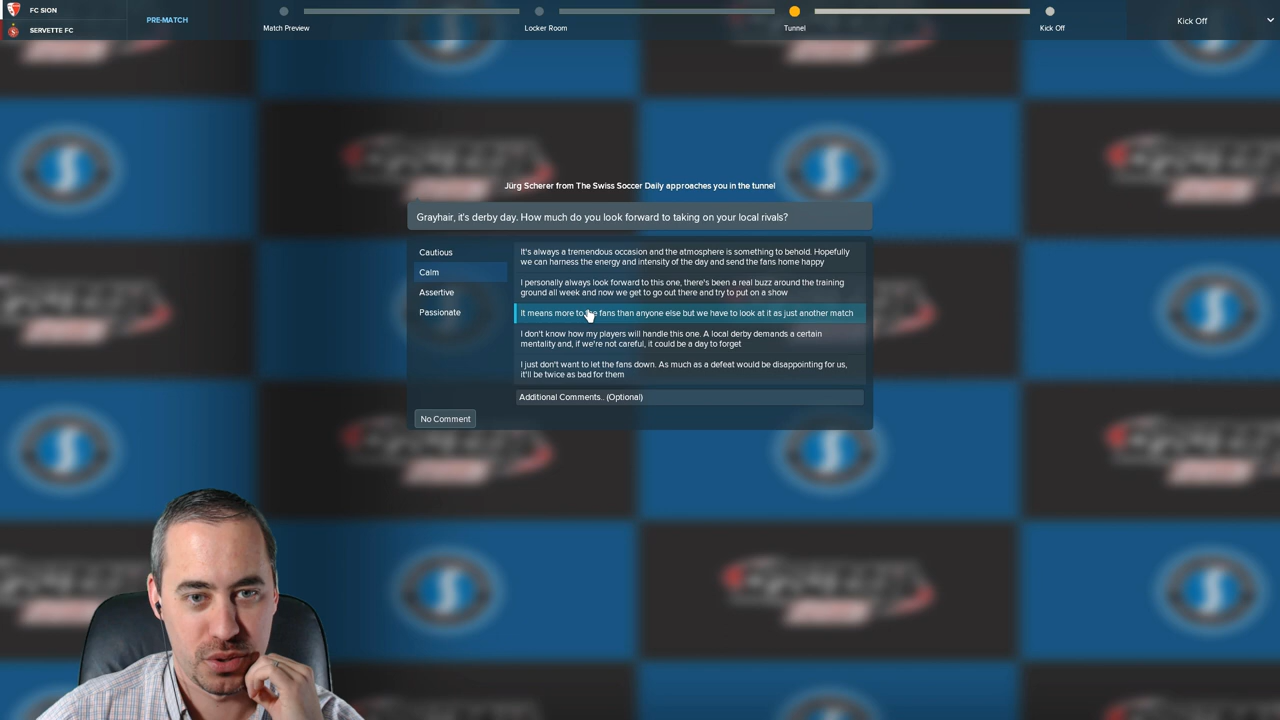 FC SION
SERVETTE FC
PRE-MATCH
Match Preview
Locker Room
Tunnel
Kick Off
Kick Off
Jürg Scherer from The Swiss Soccer Daily approaches you in the tunnel
Grayhair, it's derby day. How much do you look forward to taking on your local rivals?
Cautious
Calm
Assertive
Passionate
It's always a tremendous occasion and the atmosphere is something to behold. Hopefully
we can harness the energy and intensity of the day and send the fans home happy
I personally always look forward to this one, there's been a real buzz around the training
ground all week and now we get to go out there and try to put on a show
It means more to the fans than anyone else but we have to look at it as just another match
I don't know how my players will handle this one. A local derby demands a certain
mentality and, if we're not careful, it could be a day to forget
I just don't want to let the fans down. As much as a defeat would be disappointing for us,
it'll be twice as bad for them
Additional Comments.. (Optional)
No Comment